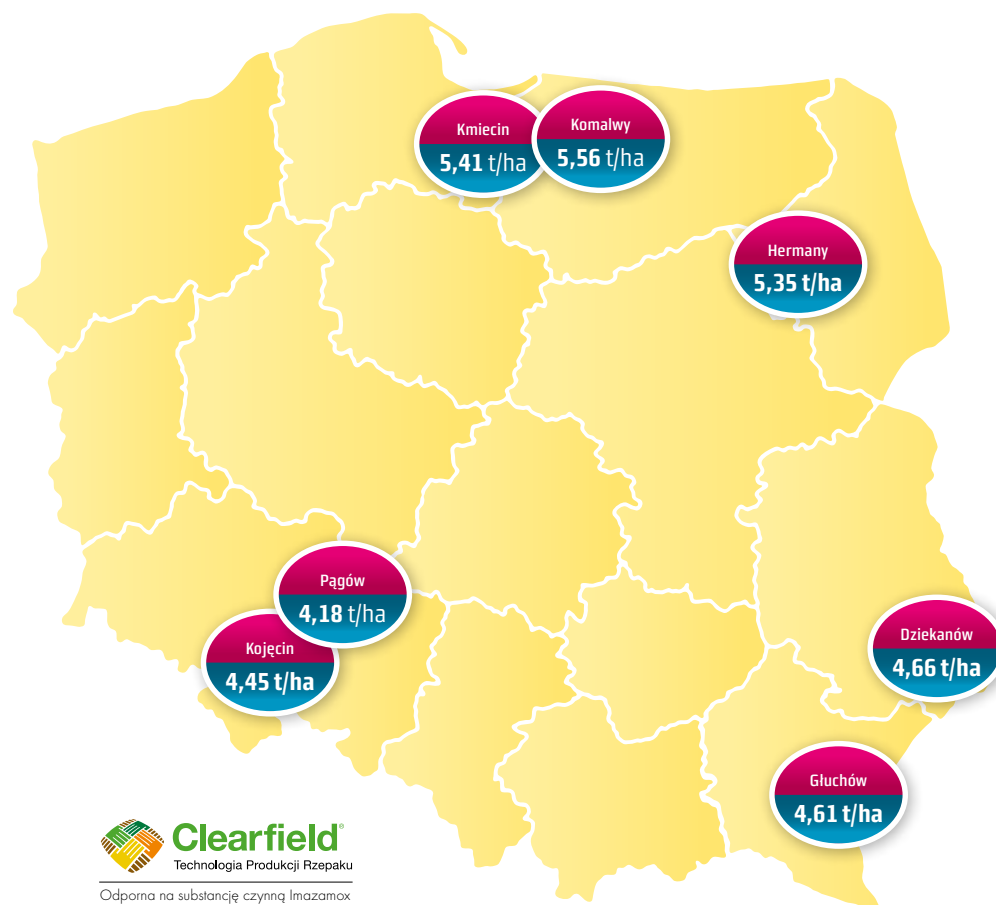 Kmiecin
5,41 t/ha
Komalwy
5,56 t/ha
Hermany
5,35 t/ha
Pągów
4,18 t/ha
Kojęcin
4,45 t/ha
Dziekanów
4,66 t/ha
Głuchów
4,61 t/ha
Clearfield®
Technologia Produkcji Rzepaku
Odporna na substancję czynną Imazamox